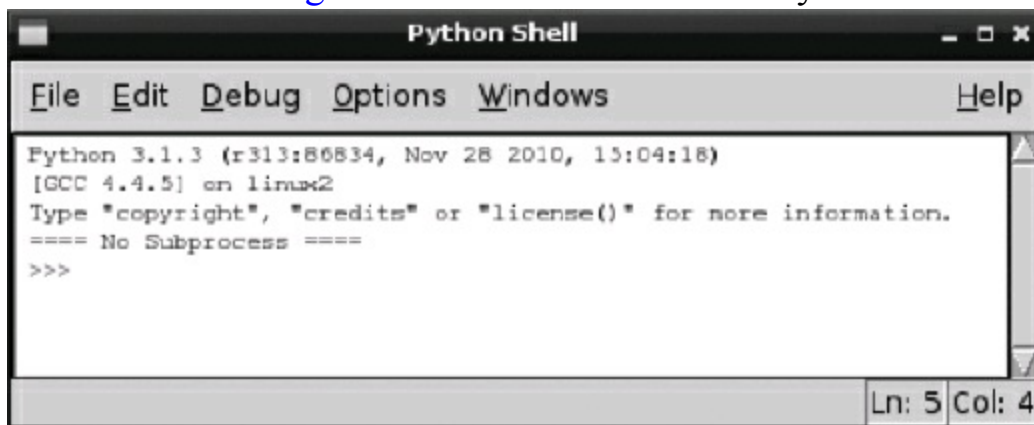 Python Shell
File Edit Debug Options Windows Help
Python 3.1.3 (r313:86834, Nov 28 2010, 15:04:18)
[GCC 4.4.5] on linux2
Type "copyright", "credits" or "license()" for more information.
==== No Subprocess ====
>>>
Ln: 5 Col: 4